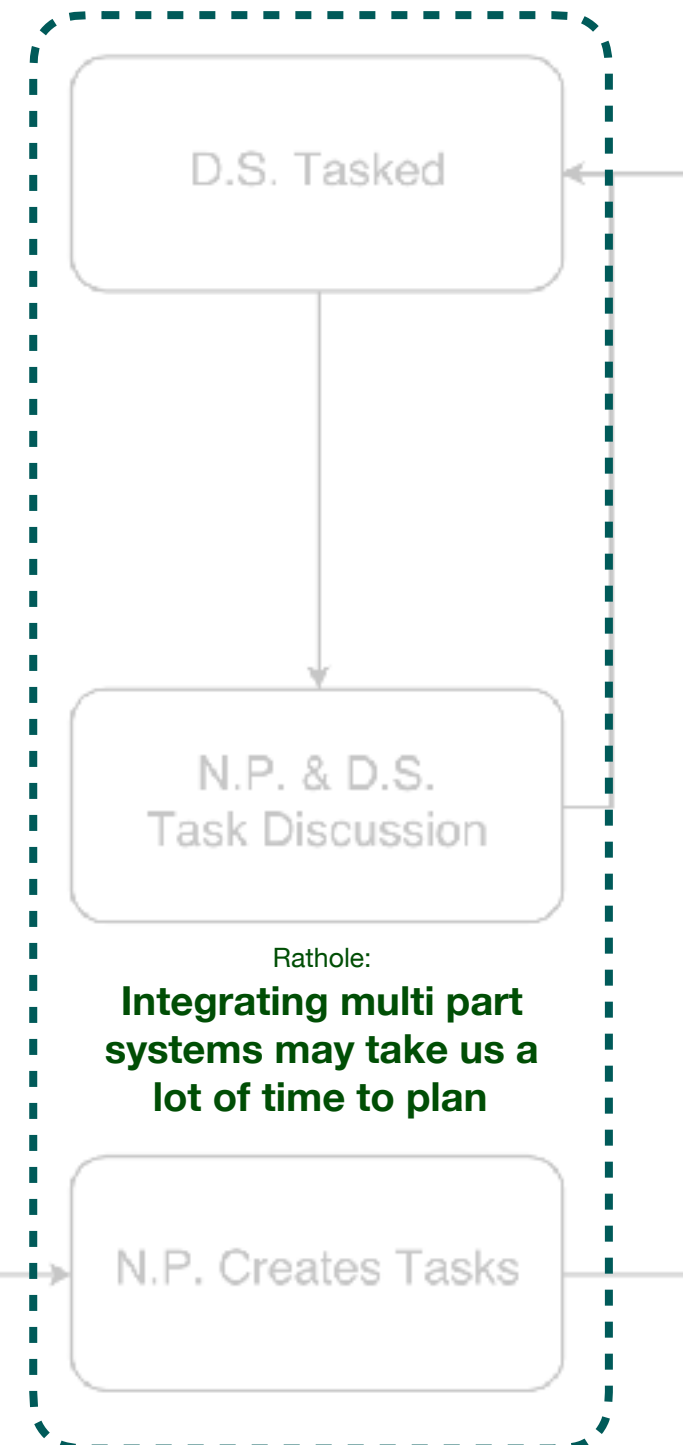 D.S. Tasked
N.P. & D.S.
Task Discussion
Rathole:
Integrating multi part
systems may take us a
lot of time to plan
N.P. Creates Tasks